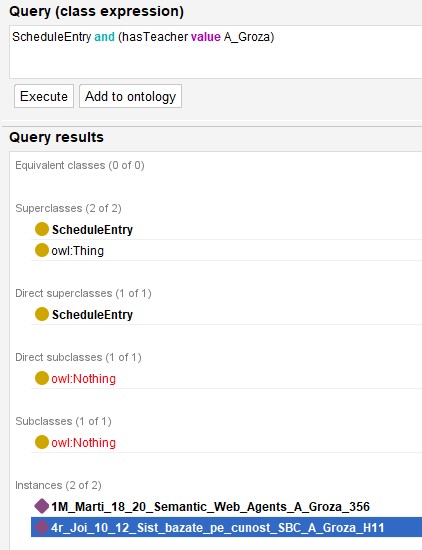 Query (class expression)
ScheduleEntry and (hasTeacher value A_Groza)
Execute
Add to ontology
Query results
Equivalent classes (0 of 0)
Superclasses (2 of 2)
ScheduleEntry
owl:Thing
Direct superclasses (1 of 1)
ScheduleEntry
Direct subclasses (1 of 1)
owl:Nothing
Subclasses (1 of 1)
owl:Nothing
Instances (2 of 2)
1M_Marti_18_20_Semantic_Web_Agents_A_Groza_356
4r_Joi_10_12_Sist_bazate_pe_cunost_SBC_A_Groza_H11